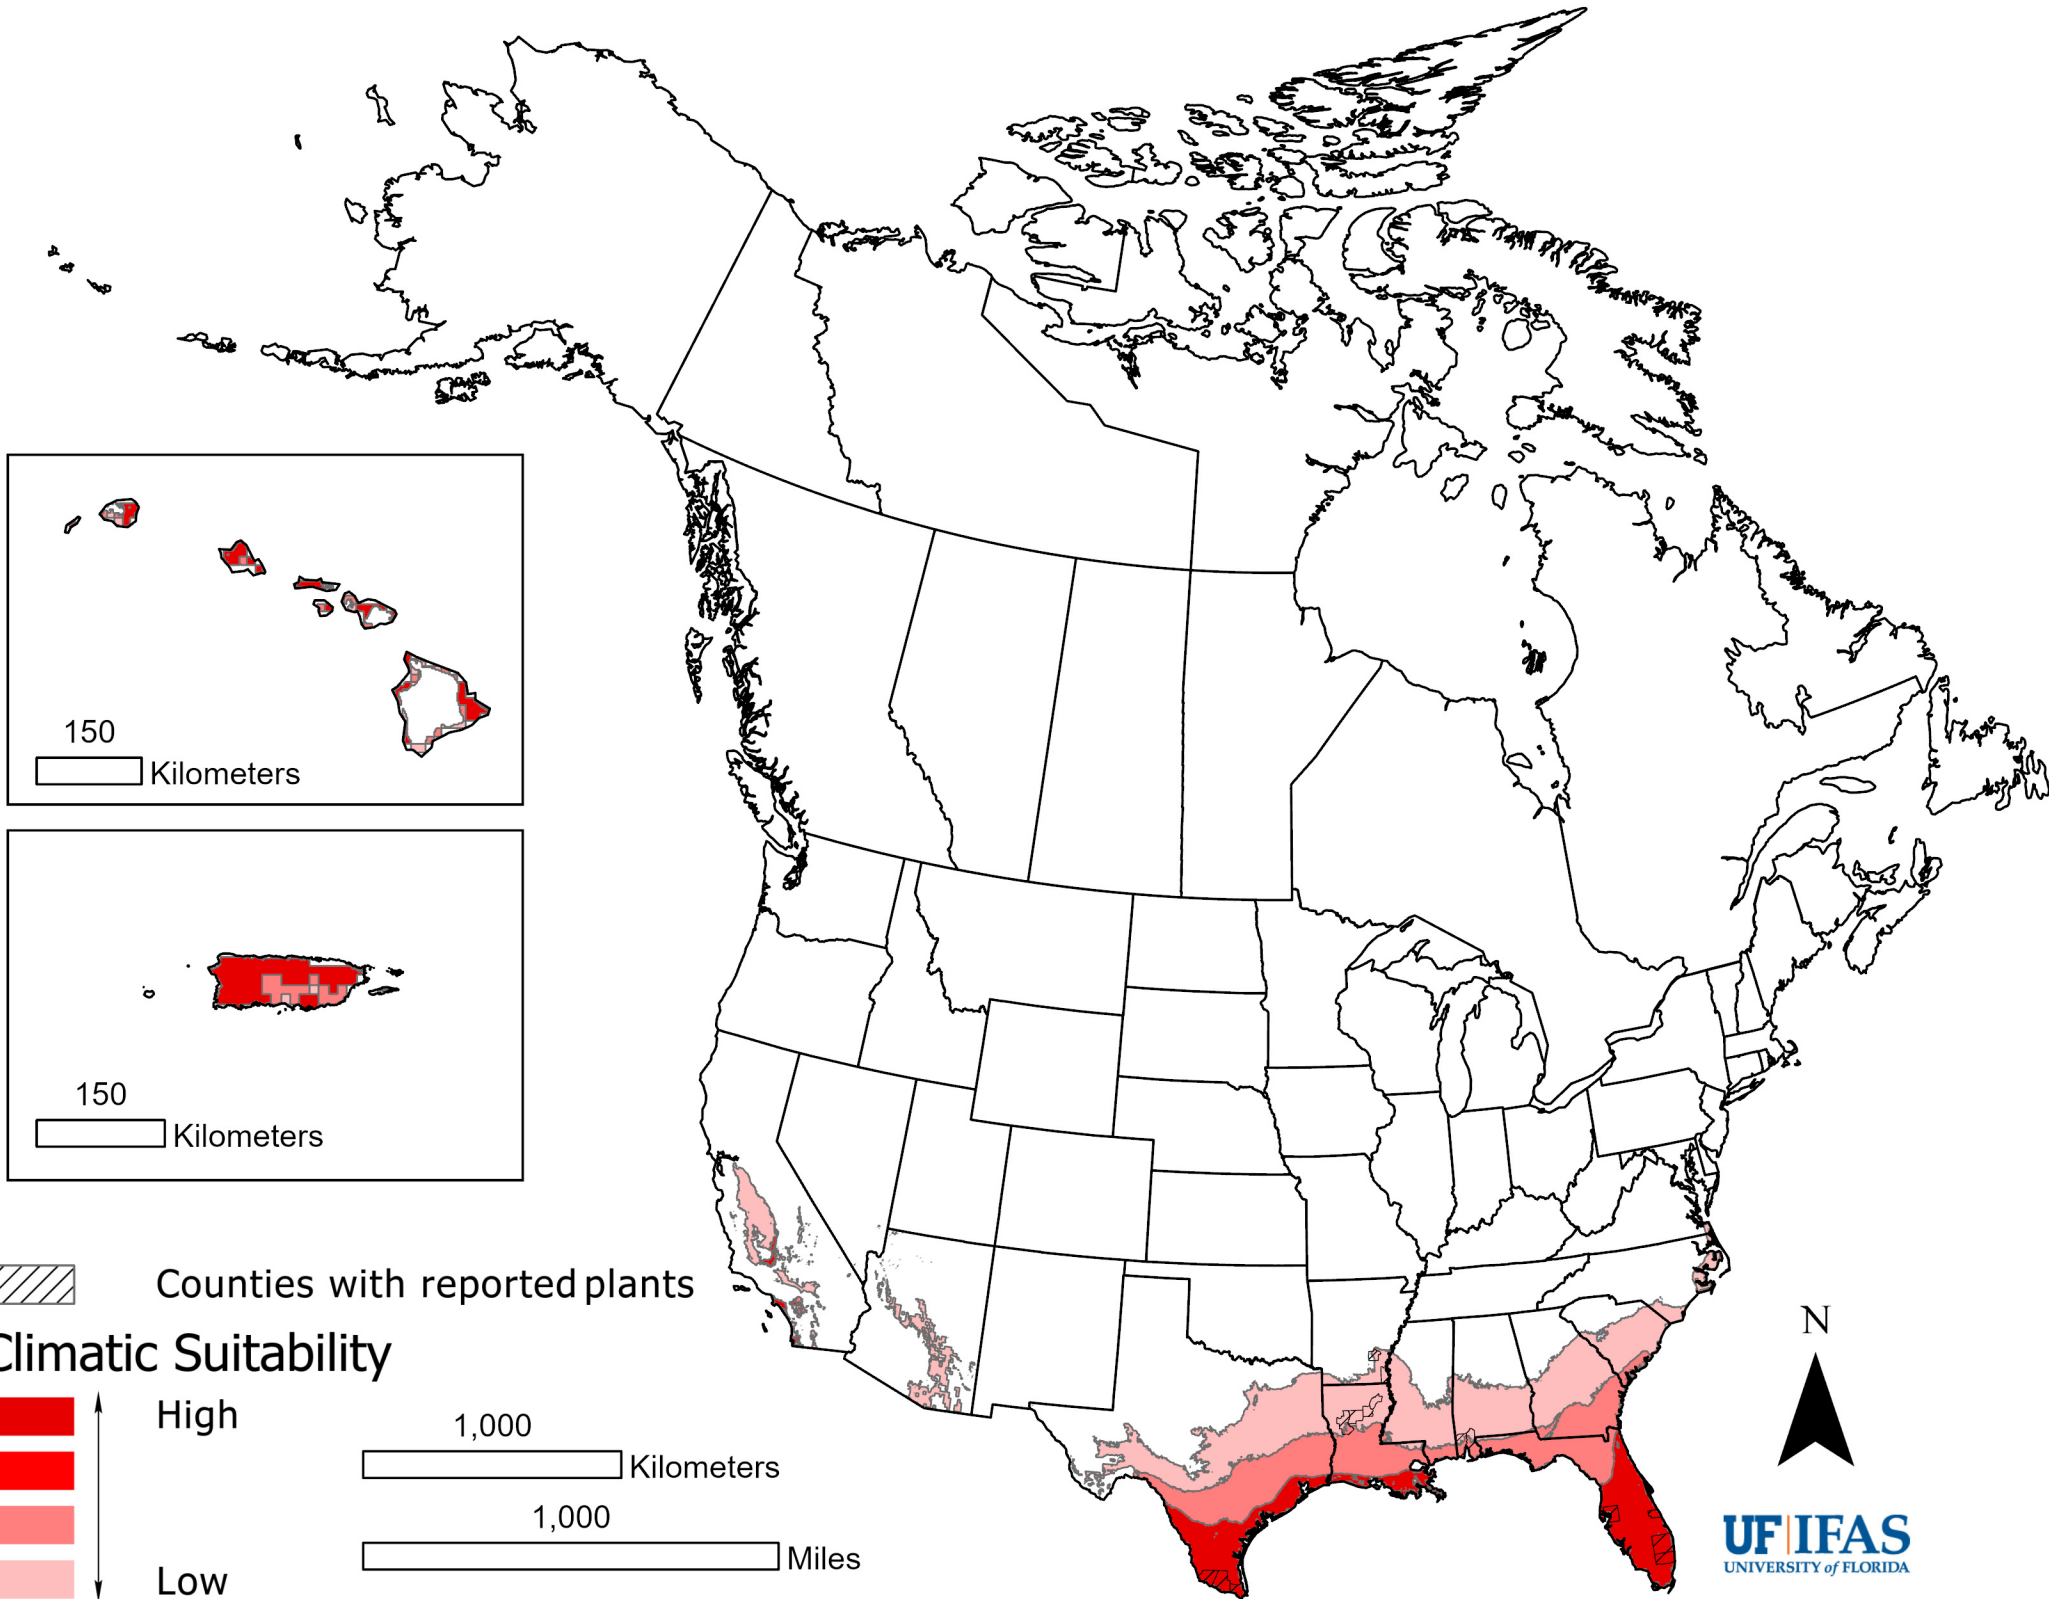 150
Kilometers
150
Kilometers
Counties with reported plants
Climatic Suitability
High
Low
1,000
Kilometers
1,000
Miles
N
UF|IFAS
UNIVERSITY of FLORIDA